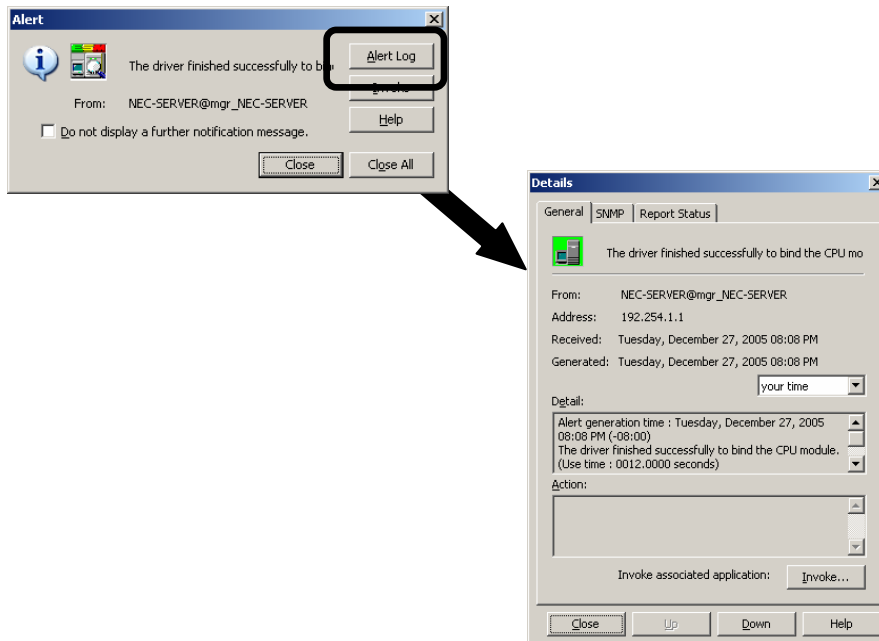 Alert
The driver finished successfully to
From: NEC-SERVER@mgr_NEC-SERVER
Do not display a further notification message.
Alert Log
Help
Close
Close All
Details
General
SNMP
Report Status
The driver finished successfully to bind the CPU mo
From: NEC-SERVER@mgr_NEC-SERVER
Address: 192.254.1.1
Received: Tuesday, December 27, 2005 08:08 PM
Generated: Tuesday, December 27, 2005 08:08 PM
your time
Detail:
Alert generation time : Tuesday, December 27, 2005
08:08 PM (-08:00)
The driver finished successfully to bind the CPU module.
(Use time : 0012.0000 seconds)
Action:
Invoke associated application:
Invoke...
Close
Up
Down
Help